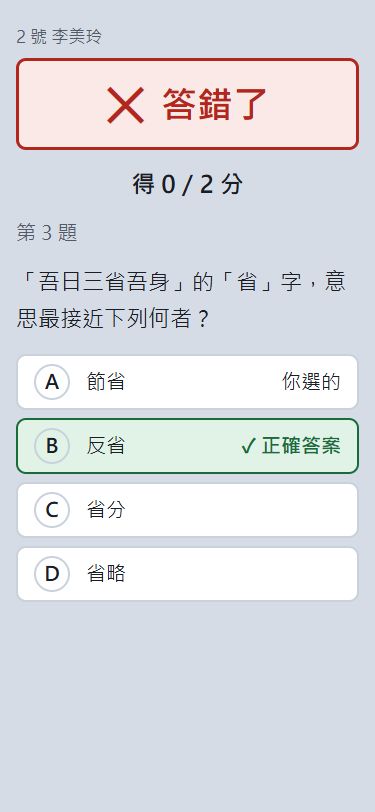 2 號 李美玲
✕ 答錯了
得 0 / 2 分
第 3 題
「吾日三省吾身」的「省」字，意
思最接近下列何者？
A 節省 你選的
B 反省 ✓ 正確答案
C 省分
D 省略